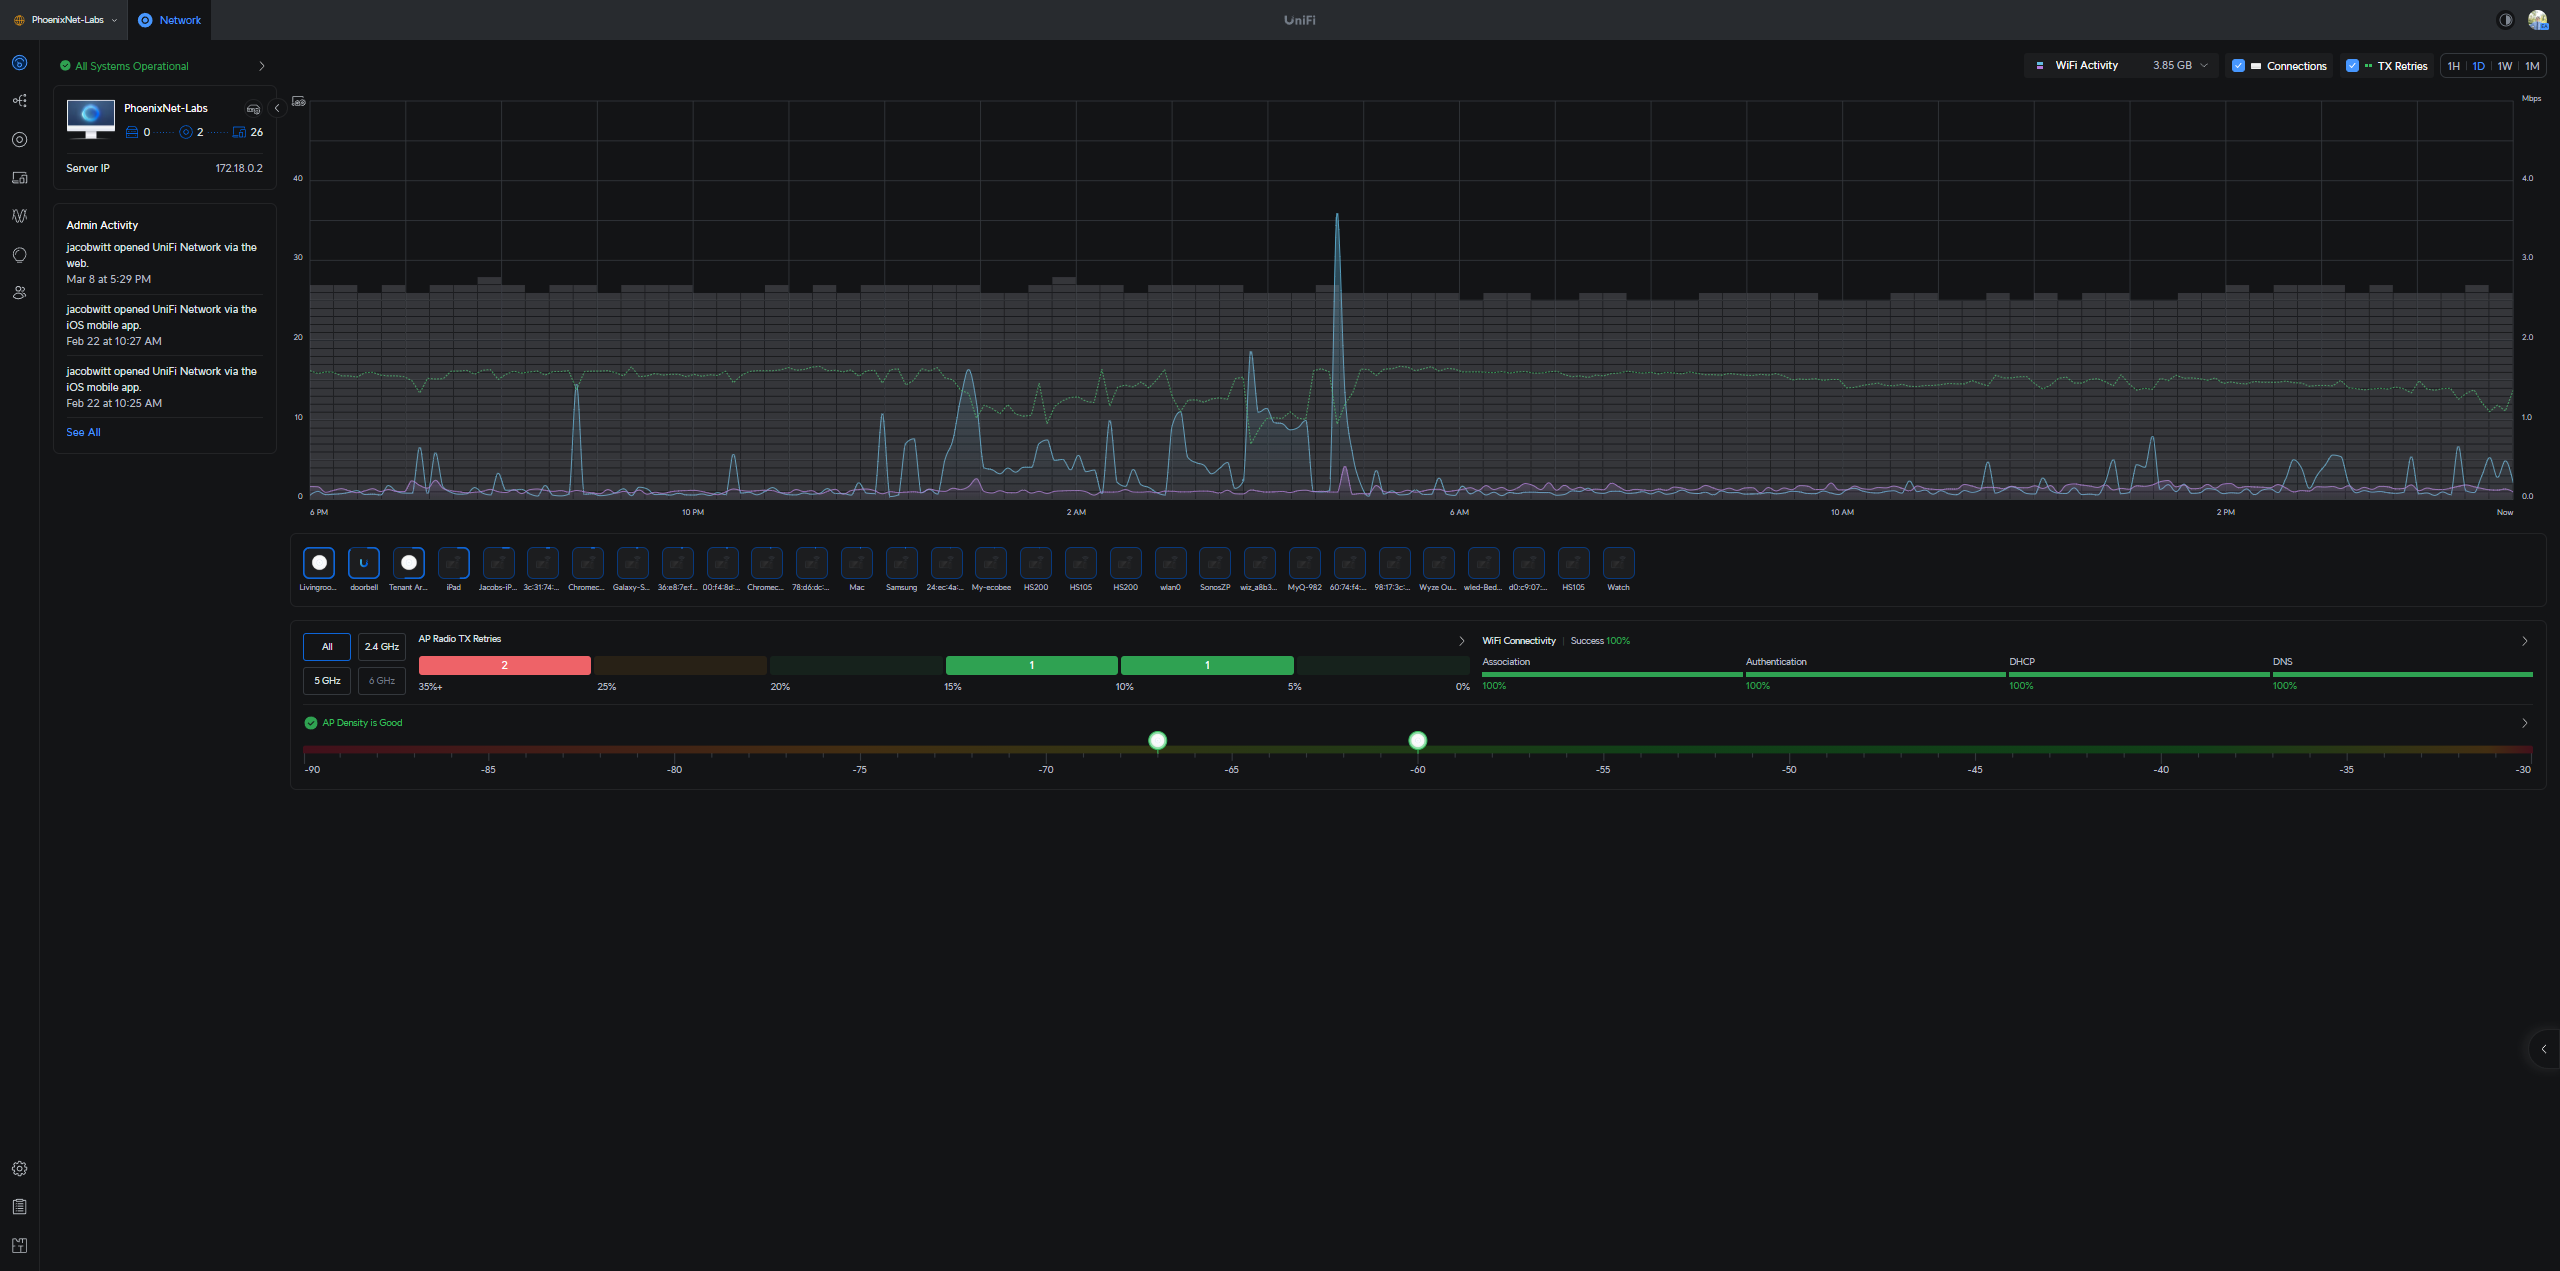 PhoenixNet-Labs
Network
UniFi
All Systems Operational
PhoenixNet-Labs
0 2 26
Server IP 172.18.0.2
Admin Activity
jacobwitt opened UniFi Network via the
web.
Mar 8 at 5:29 PM
jacobwitt opened UniFi Network via the
iOS mobile app.
Feb 22 at 10:27 AM
jacobwitt opened UniFi Network via the
iOS mobile app.
Feb 22 at 10:25 AM
See All
WiFi Activity 3.85 GB Connections TX Retries 1H 1D 1W 1M
Mbps
40 4.0
30 3.0
20 2.0
10 1.0
0 0.0
6 PM 10 PM 2 AM 6 AM 10 AM 2 PM Now
Livingroo... doorbell Tenant Ar... iPad Jacobs-iP... 3c:31:74:... Chromec... Galaxy-S... 36:e8:7e:f... 00:f4:8d:... Chromec... 78:d6:dc:... Mac Samsung 24:ec:4a:... My-ecobee HS200 HS105 HS200 wlan0 SonosZP wiz_a8b3... MyQ-982 60:74:f4:... 98:17:3c:... Wyze Ou... wled-Bed... d0:c9:07:... HS105 Watch
All 2.4 GHz
5 GHz 6 GHz
AP Radio TX Retries
2 1 1
35%+ 25% 20% 15% 10% 5% 0%
WiFi Connectivity Success 100%
Association Authentication DHCP DNS
100% 100% 100% 100%
AP Density is Good
-90 -85 -80 -75 -70 -65 -60 -55 -50 -45 -40 -35 -30